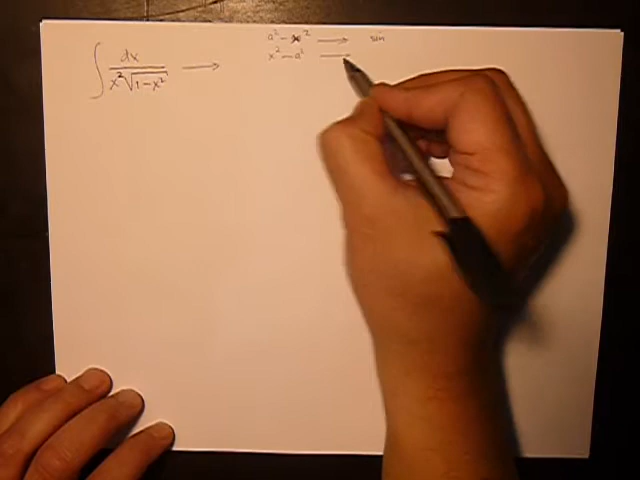 ∫ dx / (x² √(1 - x²)) →
a² - x² → sin
x² - a² →